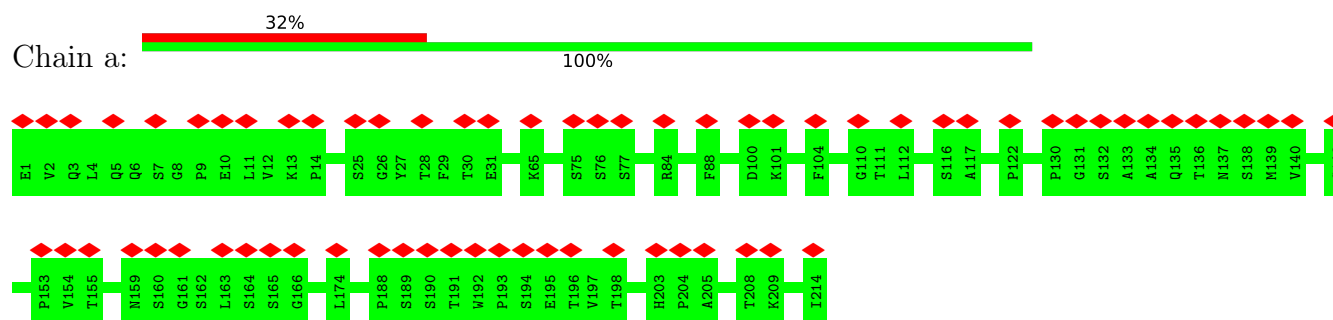 32%
Chain a:
100%
E1 V2 Q3 L4 Q5 Q6 S7 G8 P9 E10 L11 V12 K13 P14 S25 G26 Y27 T28 F29 T30 E31 K65 S75 S76 S77 R84 F88 D100 K101 F104 G110 T111 L112 S116 A117 P122 P130 G131 S132 A133 A134 Q135 T136 N137 S138 M139 V140
P153 V154 T155 N159 S160 G161 S162 L163 S164 S165 G166 L174 P188 S189 S190 T191 W192 P193 S194 E195 T196 V197 T198 H203 P204 A205 T208 K209 I214